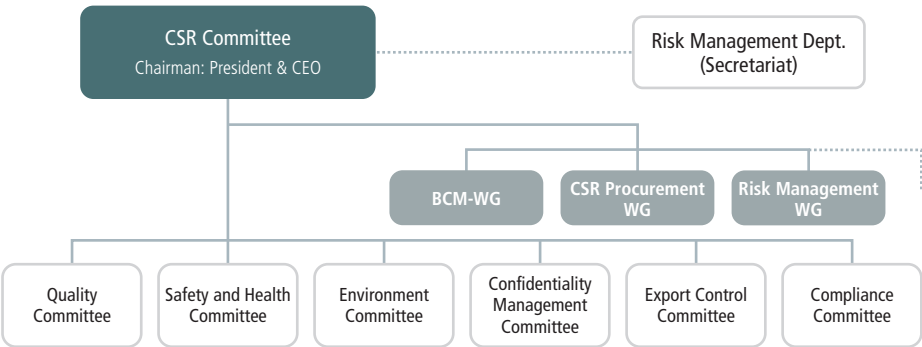 CSR Committee
Chairman: President & CEO
Risk Management Dept.
(Secretariat)
BCM-WG
CSR Procurement
WG
Risk Management
WG
Quality
Committee
Safety and Health
Committee
Environment
Committee
Confidentiality
Management
Committee
Export Control
Committee
Compliance
Committee